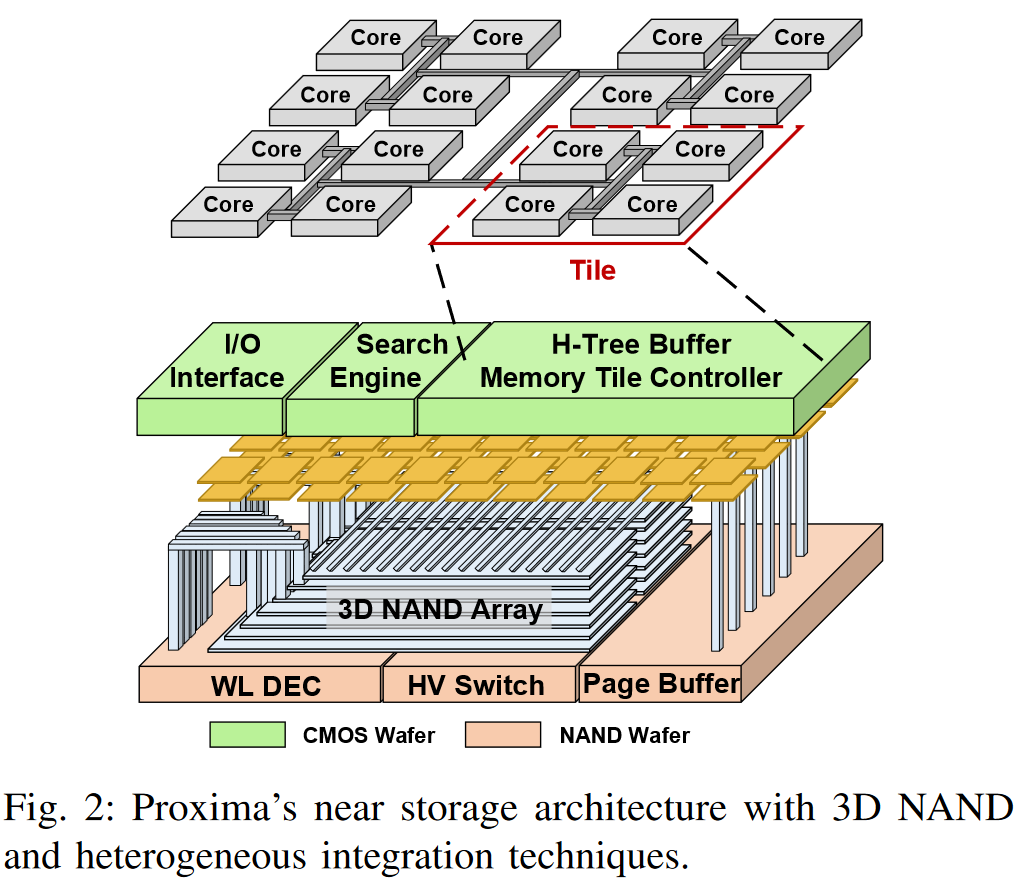 Core Core Core Core
Core Core Core Core
Core Core Core Core
Core Core Core Core
Tile
I/O
Interface
Search
Engine
H-Tree Buffer
Memory Tile Controller
3D NAND Array
WL DEC
HV Switch
Page Buffer
CMOS Wafer
NAND Wafer
Fig. 2: Proxima's near storage architecture with 3D NAND
and heterogeneous integration techniques.